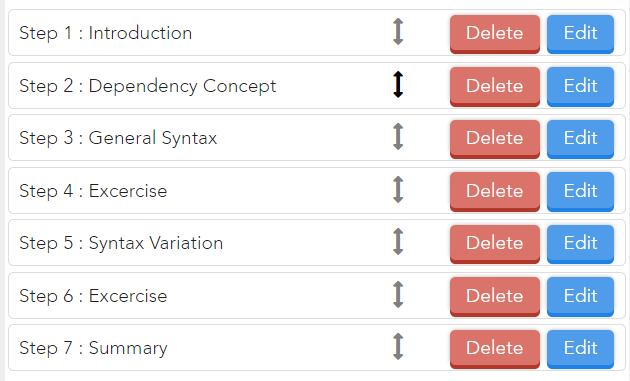 Step 1 : Introduction Delete Edit
Step 2 : Dependency Concept Delete Edit
Step 3 : General Syntax Delete Edit
Step 4 : Excercise Delete Edit
Step 5 : Syntax Variation Delete Edit
Step 6 : Excercise Delete Edit
Step 7 : Summary Delete Edit